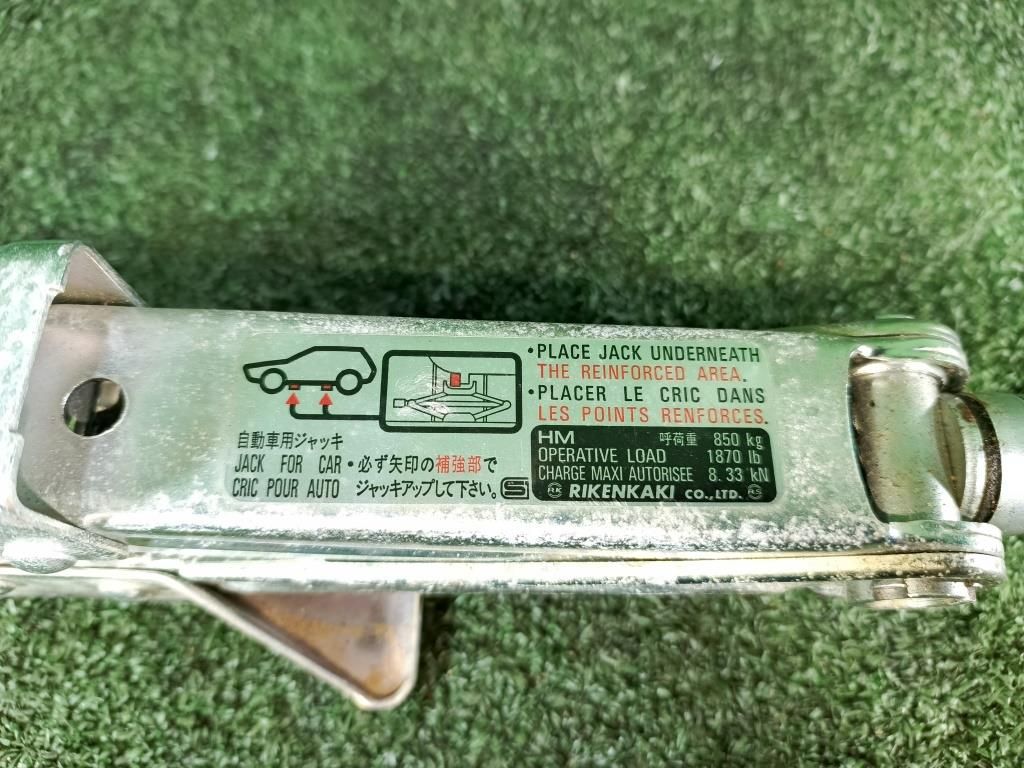 •PLACE JACK UNDERNEATH
THE REINFORCED AREA.
•PLACER LE CRIC DANS
LES POINTS RENFORCES.
自動車用ジャッキ
JACK FOR CAR
CRIC POUR AUTO
•必ず矢印の補強部で
ジャッキアップして下さい。
HM 呼荷重 850 kg
OPERATIVE LOAD 1870 lb
CHARGE MAXI AUTORISEE 8.33 kN
RIKENKAKI CO.,LTD.